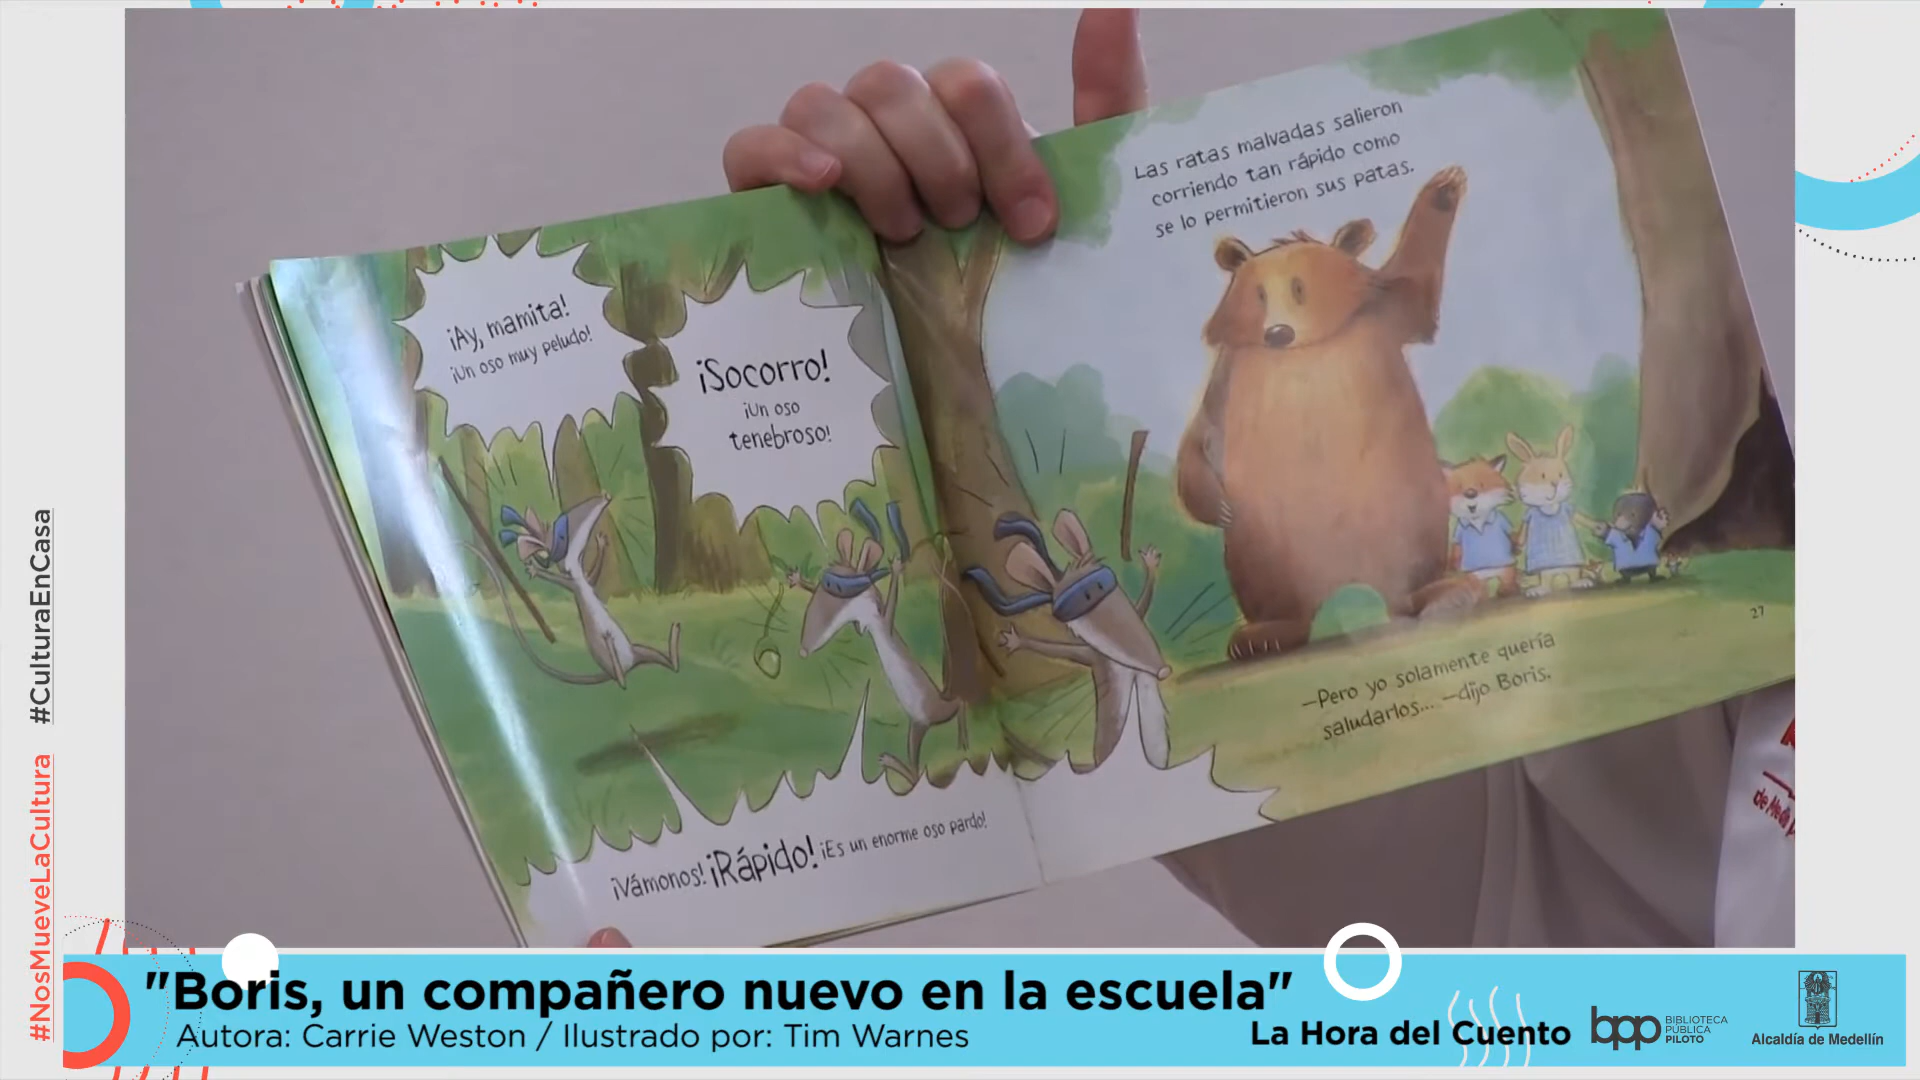 ¡Ay, mamita!
¡Un oso muy peludo!
¡Socorro!
¡Un oso
tenebroso!
¡Vámonos! ¡Rápido! ¡Es un enorme oso pardo!
Las ratas malvadas salieron
corriendo tan rápido como
se lo permitieron sus patas.
—Pero yo solamente quería
saludarlos... —dijo Boris.
27
#NosMueveLaCultura #CulturaEnCasa
"Boris, un compañero nuevo en la escuela"
Autora: Carrie Weston / Ilustrado por: Tim Warnes
La Hora del Cuento
bpp
BIBLIOTECA
PÚBLICA
PILOTO
Alcaldía de Medellín